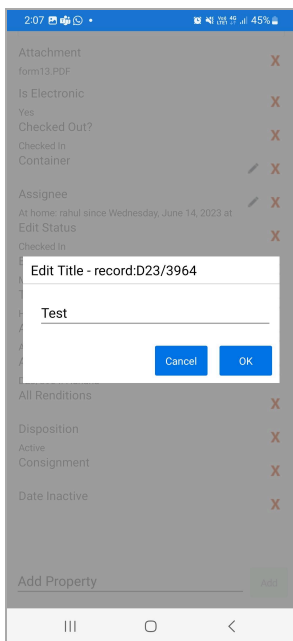 2:07
45%
Attachment
X
form13.PDF
Is Electronic
X
Yes
Checked Out?
X
Checked In
Container
X
Assignee
X
At home: rahul since Wednesday, June 14, 2023 at
Edit Status
X
Checked In
Edit Title - record:D23/3964
Test
Cancel OK
All Renditions
X
Disposition
X
Active
Consignment
X
Date Inactive
X
Add Property
Add